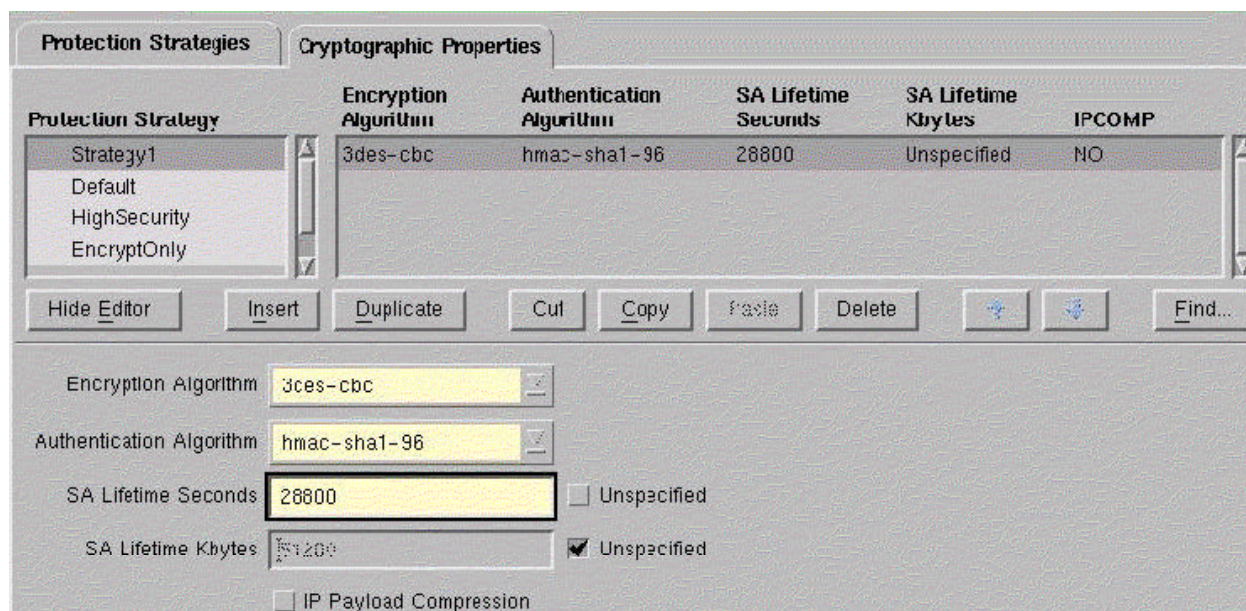 Protection Strategies Cryptographic Properties
Protection Strategy Encryption Algorithm Authentication Algorithm SA Lifetime Seconds SA Lifetime Kbytes IPCOMP
Strategy1 3des-cbc hmac-sha1-96 28800 Unspecified NO
Default
HighSecurity
EncryptOnly
Hide Editor Insert Duplicate Cut Copy Paste Delete Find...
Encryption Algorithm 3des-cbc
Authentication Algorithm hmac-sha1-96
SA Lifetime Seconds 28800 Unspecified
SA Lifetime Kbytes 51200 Unspecified
IP Payload Compression